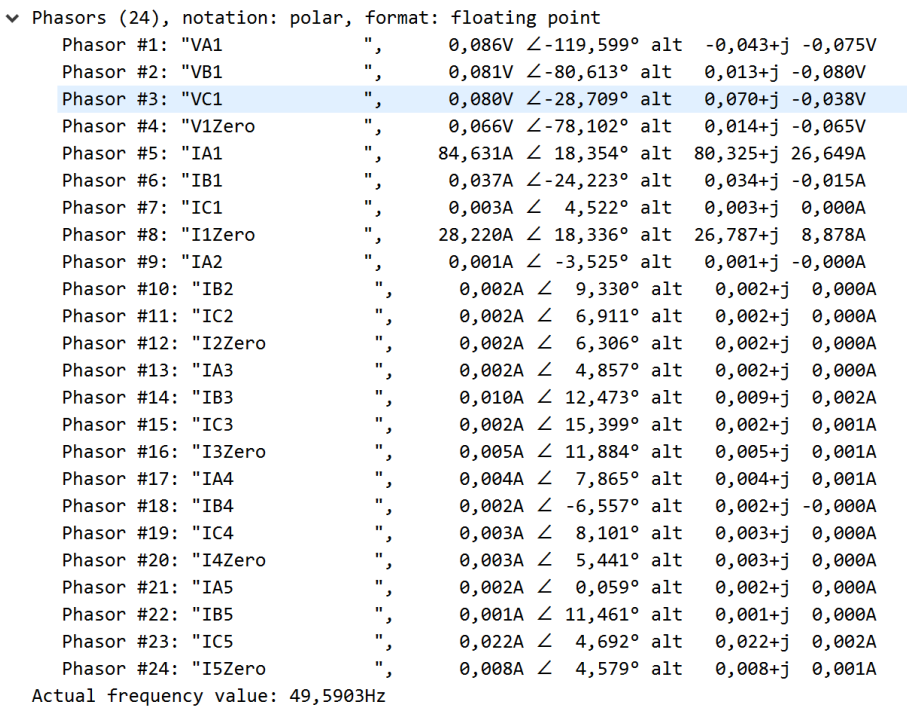 Phasors (24), notation: polar, format: floating point
Phasor #1: "VA1             ",      0,086V ∠-119,599° alt  -0,043+j -0,075V
Phasor #2: "VB1             ",      0,081V ∠-80,613° alt   0,013+j -0,080V
Phasor #3: "VC1             ",      0,080V ∠-28,709° alt   0,070+j -0,038V
Phasor #4: "V1Zero          ",      0,066V ∠-78,102° alt   0,014+j -0,065V
Phasor #5: "IA1             ",     84,631A ∠ 18,354° alt  80,325+j 26,649A
Phasor #6: "IB1             ",      0,037A ∠-24,223° alt   0,034+j -0,015A
Phasor #7: "IC1             ",      0,003A ∠  4,522° alt   0,003+j  0,000A
Phasor #8: "I1Zero          ",     28,220A ∠ 18,336° alt  26,787+j  8,878A
Phasor #9: "IA2             ",      0,001A ∠ -3,525° alt   0,001+j -0,000A
Phasor #10: "IB2             ",      0,002A ∠  9,330° alt   0,002+j  0,000A
Phasor #11: "IC2             ",      0,002A ∠  6,911° alt   0,002+j  0,000A
Phasor #12: "I2Zero          ",      0,002A ∠  6,306° alt   0,002+j  0,000A
Phasor #13: "IA3             ",      0,002A ∠  4,857° alt   0,002+j  0,000A
Phasor #14: "IB3             ",      0,010A ∠ 12,473° alt   0,009+j  0,002A
Phasor #15: "IC3             ",      0,002A ∠ 15,399° alt   0,002+j  0,001A
Phasor #16: "I3Zero          ",      0,005A ∠ 11,884° alt   0,005+j  0,001A
Phasor #17: "IA4             ",      0,004A ∠  7,865° alt   0,004+j  0,001A
Phasor #18: "IB4             ",      0,002A ∠ -6,557° alt   0,002+j -0,000A
Phasor #19: "IC4             ",      0,003A ∠  8,101° alt   0,003+j  0,000A
Phasor #20: "I4Zero          ",      0,003A ∠  5,441° alt   0,003+j  0,000A
Phasor #21: "IA5             ",      0,002A ∠  0,059° alt   0,002+j  0,000A
Phasor #22: "IB5             ",      0,001A ∠ 11,461° alt   0,001+j  0,000A
Phasor #23: "IC5             ",      0,022A ∠  4,692° alt   0,022+j  0,002A
Phasor #24: "I5Zero          ",      0,008A ∠  4,579° alt   0,008+j  0,001A
Actual frequency value: 49,5903Hz